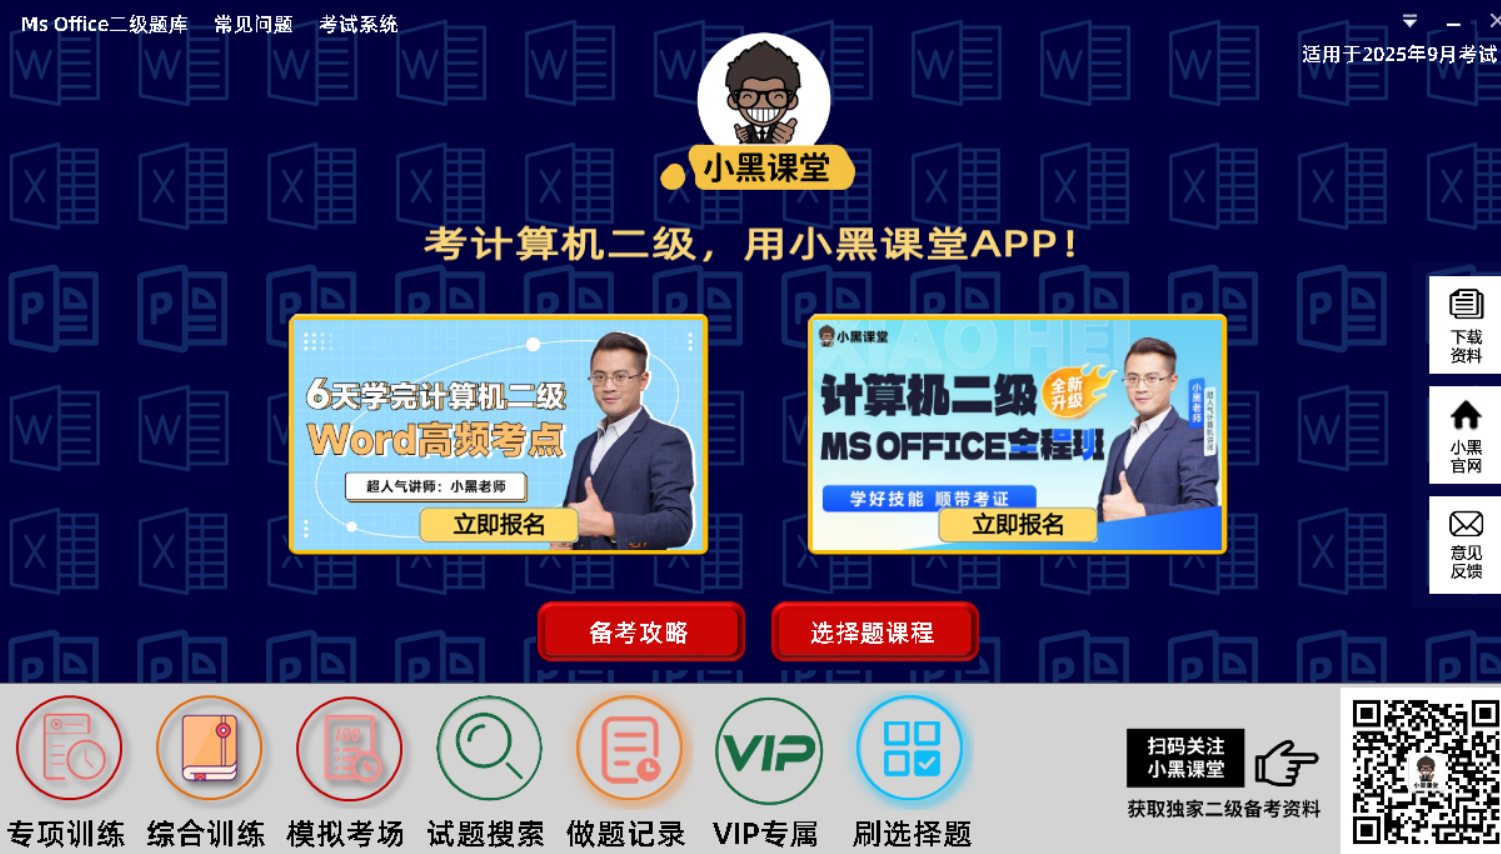 Ms Office二级题库 常见问题 考试系统
适用于2025年9月考试
小黑课堂
考计算机二级，用小黑课堂APP！
6天学完计算机二级
Word高频考点
超人气讲师：小黑老师
立即报名
XIAO HEI
小黑课堂
计算机二级
全新
升级
MS OFFICE全程班
小黑老师
学好技能 顺带考证
立即报名
下载
资料
小黑
官网
意见
反馈
备考攻略
选择题课程
100
VIP
专项训练
综合训练
模拟考场
试题搜索
做题记录
VIP专属
刷选择题
扫码关注
小黑课堂
获取独家二级备考资料